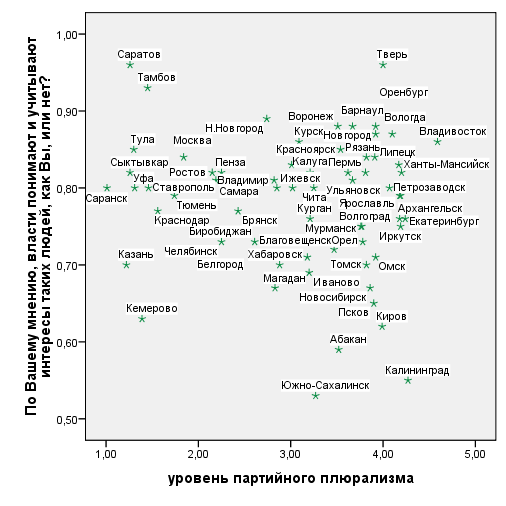 По Вашему мнению, власти понимают и учитывают
интересы таких людей, как Вы, или нет?
1,00
Саратов
Тверь
Тамбов
Оренбург
0,90
Воронеж
Барнаул
Вологда
Н.Новгород
Курск
Новгород
Владивосток
Тула
Москва
Красноярск
Рязань
Липецк
Сыктывкар
Ростов
Пенза
Калуга
Пермь
Ханты-Мансийск
Уфа
Владимир
Ижевск
0,80
Ставрополь
Самара
Ульяновск
Петрозаводск
Саранск
Тюмень
Чита
Ярославль
Краснодар
Брянск
Курган
Волгоград
Архангельск
Биробиджан
Мурманск
Екатеринбург
Челябинск
Благовещенск
Орел
Иркутск
Казань
Белгород
Хабаровск
Томск
Омск
0,70
Магадан
Иваново
Новосибирск
Кемерово
Псков
Киров
0,60
Абакан
Калининград
Южно-Сахалинск
0,50
1,00 2,00 3,00 4,00 5,00
уровень партийного плюрализма